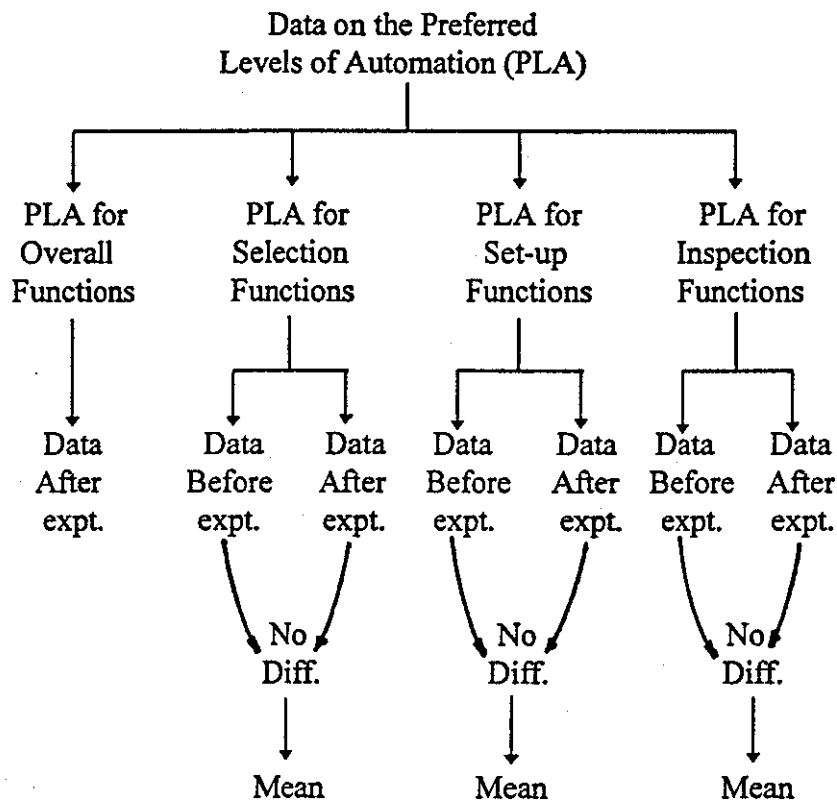 Data on the Preferred
Levels of Automation (PLA)
PLA for
Overall
Functions
PLA for
Selection
Functions
PLA for
Set-up
Functions
PLA for
Inspection
Functions
Data
After
expt.
Data
Before
expt.
Data
After
expt.
Data
Before
expt.
Data
After
expt.
Data
Before
expt.
Data
After
expt.
No
Diff.
No
Diff.
No
Diff.
Mean
Mean
Mean